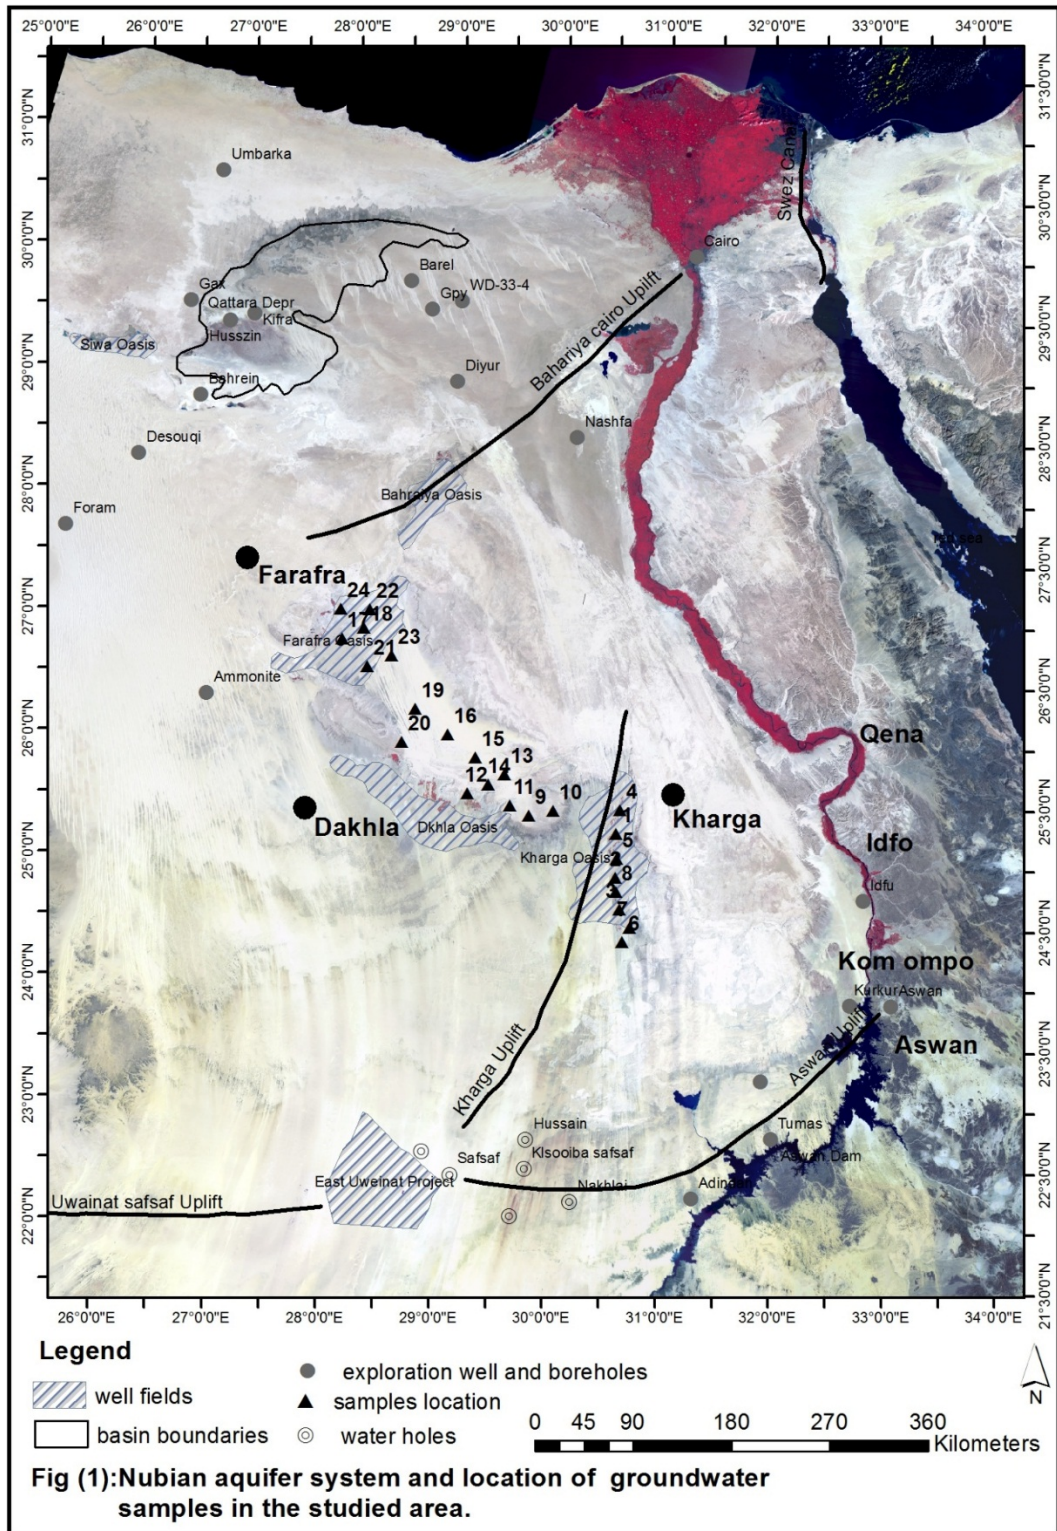 25°0'0"E 26°0'0"E 27°0'0"E 28°0'0"E 29°0'0"E 30°0'0"E 31°0'0"E 32°0'0"E 33°0'0"E 34°0'0"E
31°0'0"N
30°0'0"N
29°0'0"N
28°0'0"N
27°0'0"N
26°0'0"N
25°0'0"N
24°0'0"N
23°0'0"N
22°0'0"N
31°30'0"N
30°30'0"N
29°30'0"N
28°30'0"N
27°30'0"N
26°30'0"N
25°30'0"N
24°30'0"N
23°30'0"N
22°30'0"N
21°30'0"N
Umbarka
Swez Canal
Cairo
Barel
Gax
Qattara Depr
Gpy WD-33-4
Kifra
Husszin
Siwa Oasis
Bahariya cairo Uplift
Bahrein
Diyur
Desouqi
Nashfa
Bahraiya Oasis
Foram
sea
Farafra
24 22
17 18
Farafra Oasis
21 23
Ammonite
19
20 16
15
13
14
12
11
9 10
Qena
Dakhla
Dkhla Oasis
4
1
5
Kharga
Kharga Oasis
8
3
7
6
Idfo
Idfu
Kom ompo
Kurkur Aswan
Aswan
Aswan Uplift
Kharga Uplift
Hussain
Tumas
Safsaf
Klsooiba safsaf
Aswan Dam
East Uweinat Project
Nakhlai
Adindan
Uwainat safsaf Uplift
26°0'0"E 27°0'0"E 28°0'0"E 29°0'0"E 30°0'0"E 31°0'0"E 32°0'0"E 33°0'0"E 34°0'0"E
Legend
exploration well and boreholes
well fields
samples location
basin boundaries
water holes
0 45 90 180 270 360
Kilometers
N
Fig (1):Nubian aquifer system and location of groundwater
samples in the studied area.